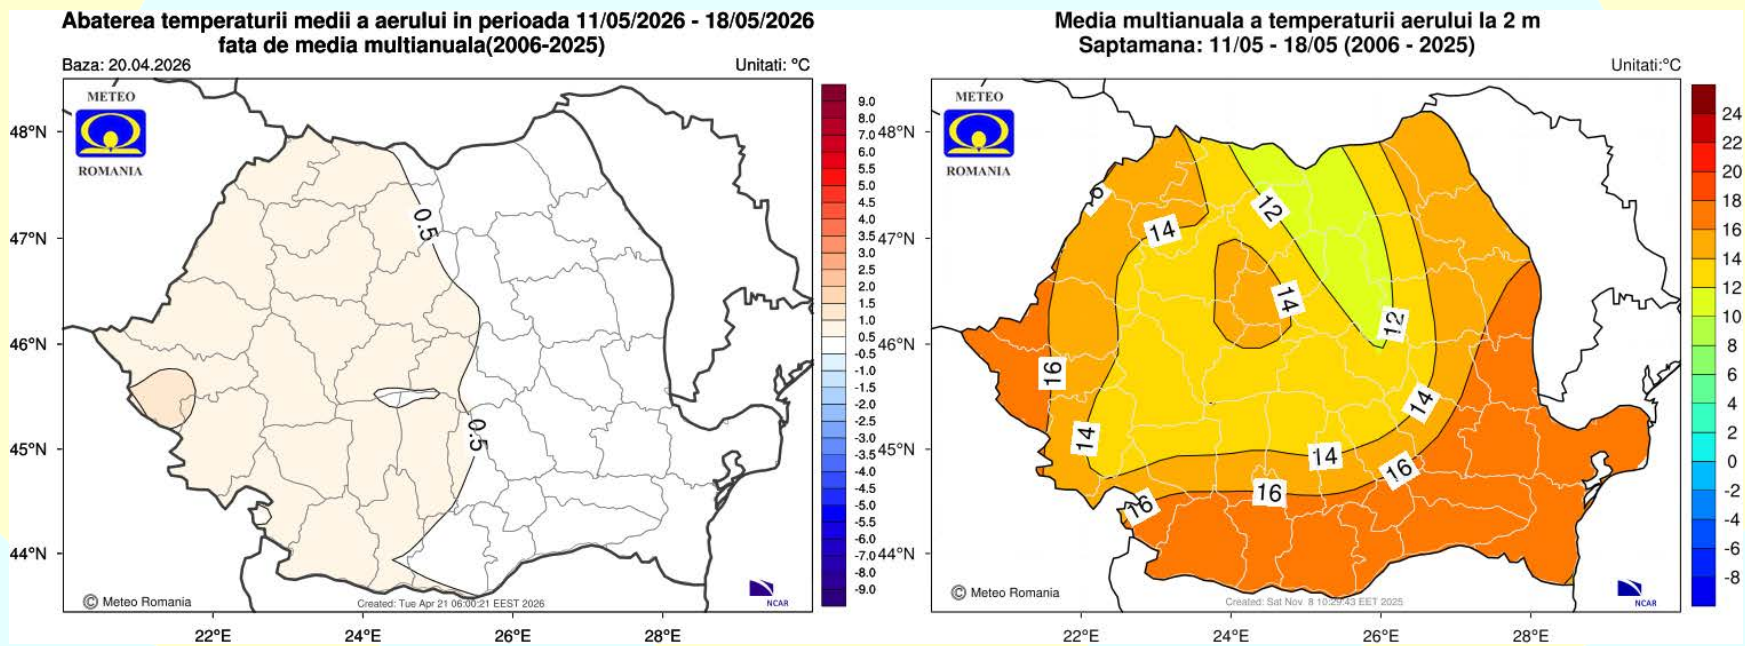 Abaterea temperaturii medii a aerului in perioada 11/05/2026 - 18/05/2026
fata de media multianuala(2006-2025)
Baza: 20.04.2026
Unitati: °C
METEO
ROMANIA
48°N
47°N
46°N
45°N
44°N
0.5
0.5
9.0
8.0
7.0
6.0
5.5
5.0
4.5
4.0
3.5
3.0
2.5
2.0
1.5
1.0
0.5
-0.5
-1.0
-1.5
-2.0
-2.5
-3.0
-3.5
-4.0
-4.5
-5.0
-5.5
-6.0
-7.0
-8.0
-9.0
© Meteo Romania
Created: Tue Apr 21 06:00:21 EEST 2026
NCAR
22°E
24°E
26°E
28°E
Media multianuala a temperaturii aerului la 2 m
Saptamana: 11/05 - 18/05 (2006 - 2025)
Unitati:°C
METEO
ROMANIA
48°N
47°N
46°N
45°N
44°N
12
14
14
12
16
14
14
14
16
16
16
24
22
20
18
16
14
12
10
8
6
4
2
0
-2
-4
-6
-8
© Meteo Romania
Created: Sat Nov 8 10:29:43 EET 2025
NCAR
22°E
24°E
26°E
28°E